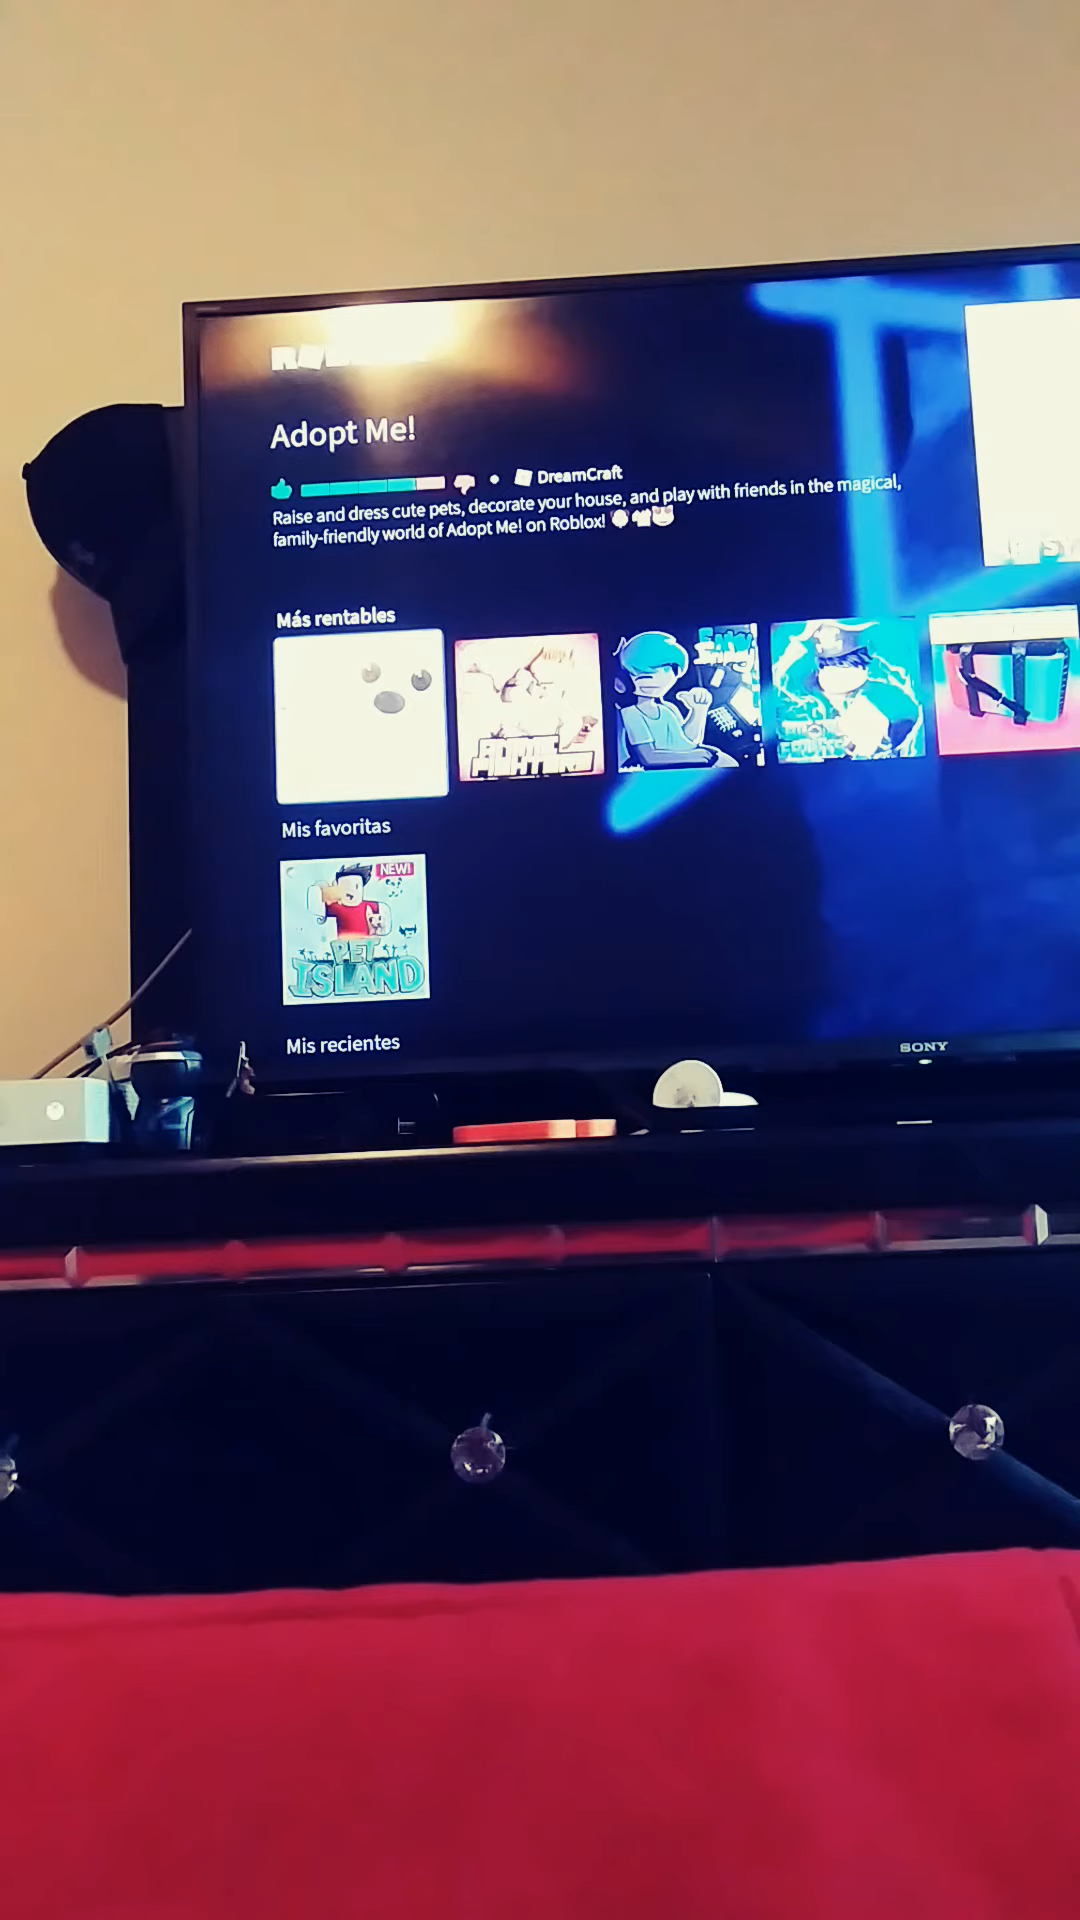 Adopt Me!
DreamCraft
Raise and dress cute pets, decorate your house, and play with friends in the magical,
family-friendly world of Adopt Me! on Roblox!
Más rentables
Mis favoritas
NEW!
PET
ISLAND
Mis recientes
SONY